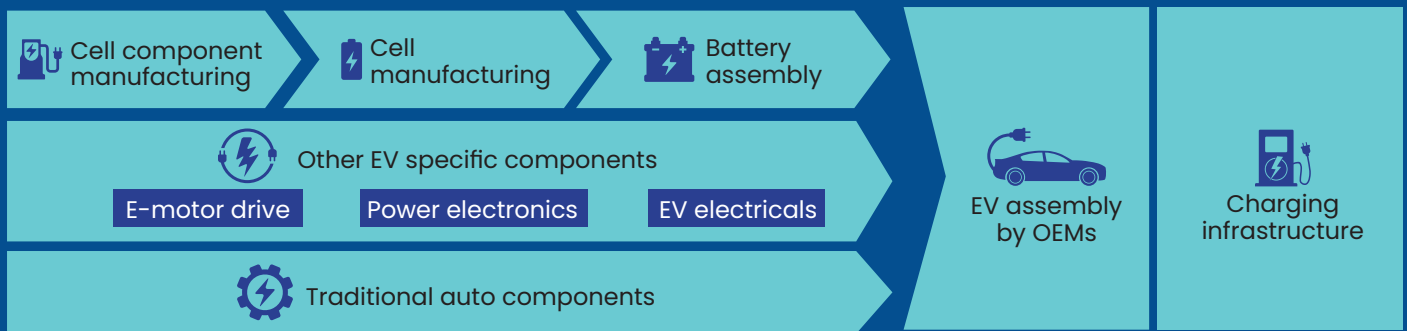 Cell component
manufacturing
Cell
manufacturing
Battery
assembly
Other EV specific components
E-motor drive
Power electronics
EV electricals
Traditional auto components
EV assembly
by OEMs
Charging
infrastructure